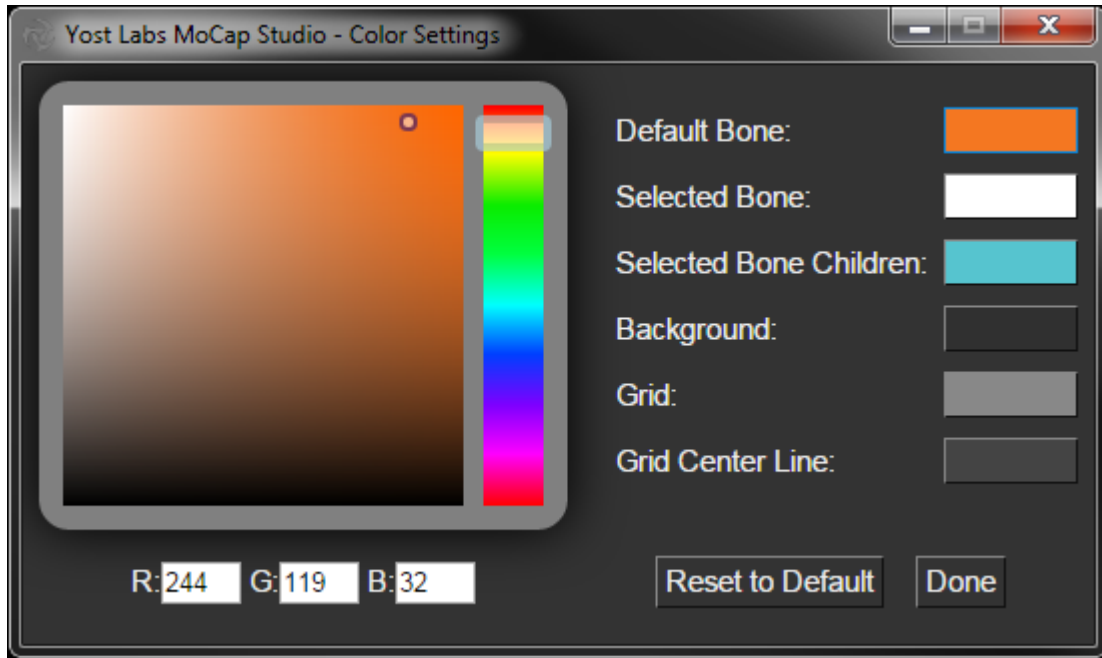 Yost Labs MoCap Studio - Color Settings
Default Bone:
Selected Bone:
Selected Bone Children:
Background:
Grid:
Grid Center Line:
R: 244 G: 119 B: 32
Reset to Default Done